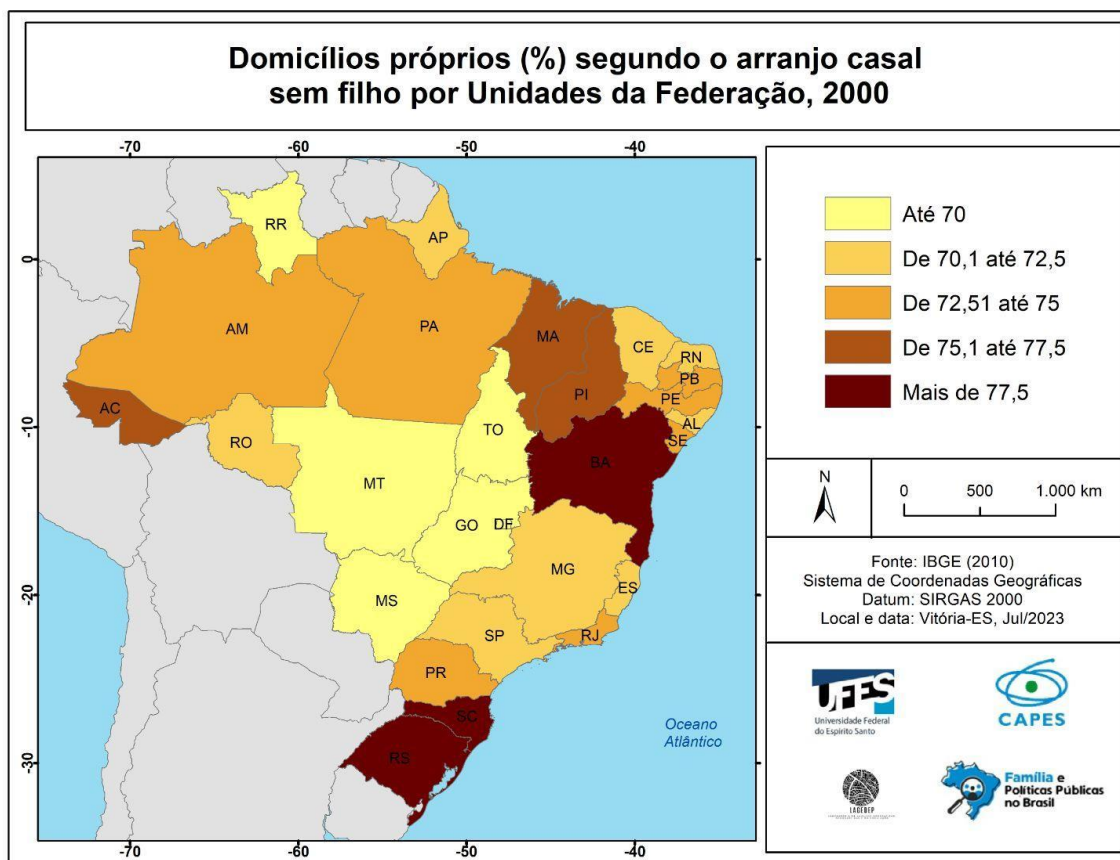 Domicílios próprios (%) segundo o arranjo casal
sem filho por Unidades da Federação, 2000
-70
-60
-50
-40
0
-10
-20
-30
RR
AP
AM
PA
MA
CE
RN
PB
PE
AL
SE
PI
AC
RO
TO
BA
MT
GO
DF
MG
ES
MS
SP
RJ
PR
SC
RS
Oceano
Atlântico
-70
-60
-50
-40
Até 70
De 70,1 até 72,5
De 72,51 até 75
De 75,1 até 77,5
Mais de 77,5
N
0 500 1.000 km
Fonte: IBGE (2010)
Sistema de Coordenadas Geográficas
Datum: SIRGAS 2000
Local e data: Vitória-ES, Jul/2023
UFES
Universidade Federal
do Espírito Santo
CAPES
LAGEBEP
Família e
Políticas Públicas
no Brasil